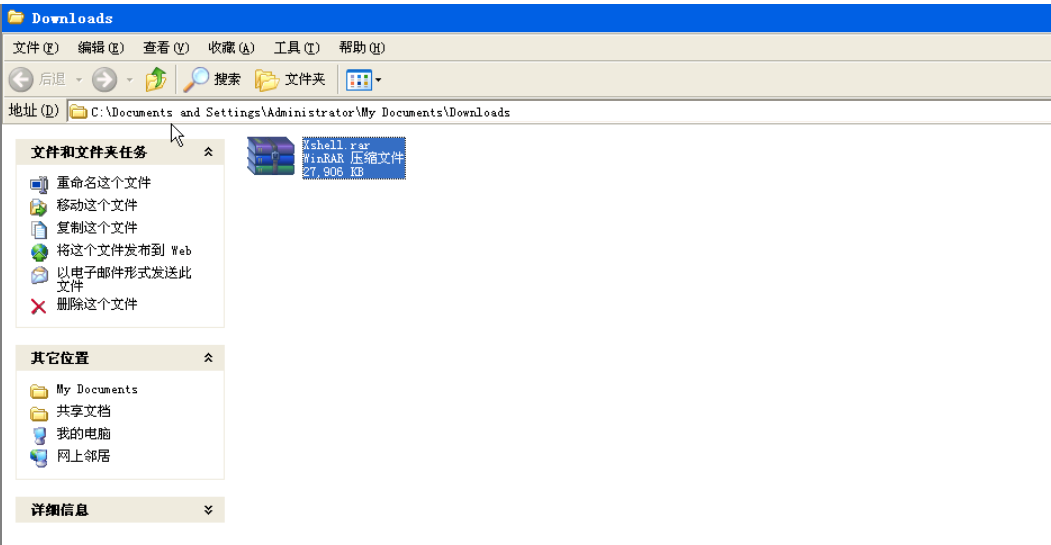 Downloads
文件(F) 编辑(E) 查看(V) 收藏(A) 工具(T) 帮助(H)
后退 搜索 文件夹
地址(D) C:\Documents and Settings\Administrator\My Documents\Downloads
文件和文件夹任务
重命名这个文件
移动这个文件
复制这个文件
将这个文件发布到 Web
以电子邮件形式发送此
文件
删除这个文件
其它位置
My Documents
共享文档
我的电脑
网上邻居
详细信息
Xshell.rar
WinRAR 压缩文件
27,906 KB